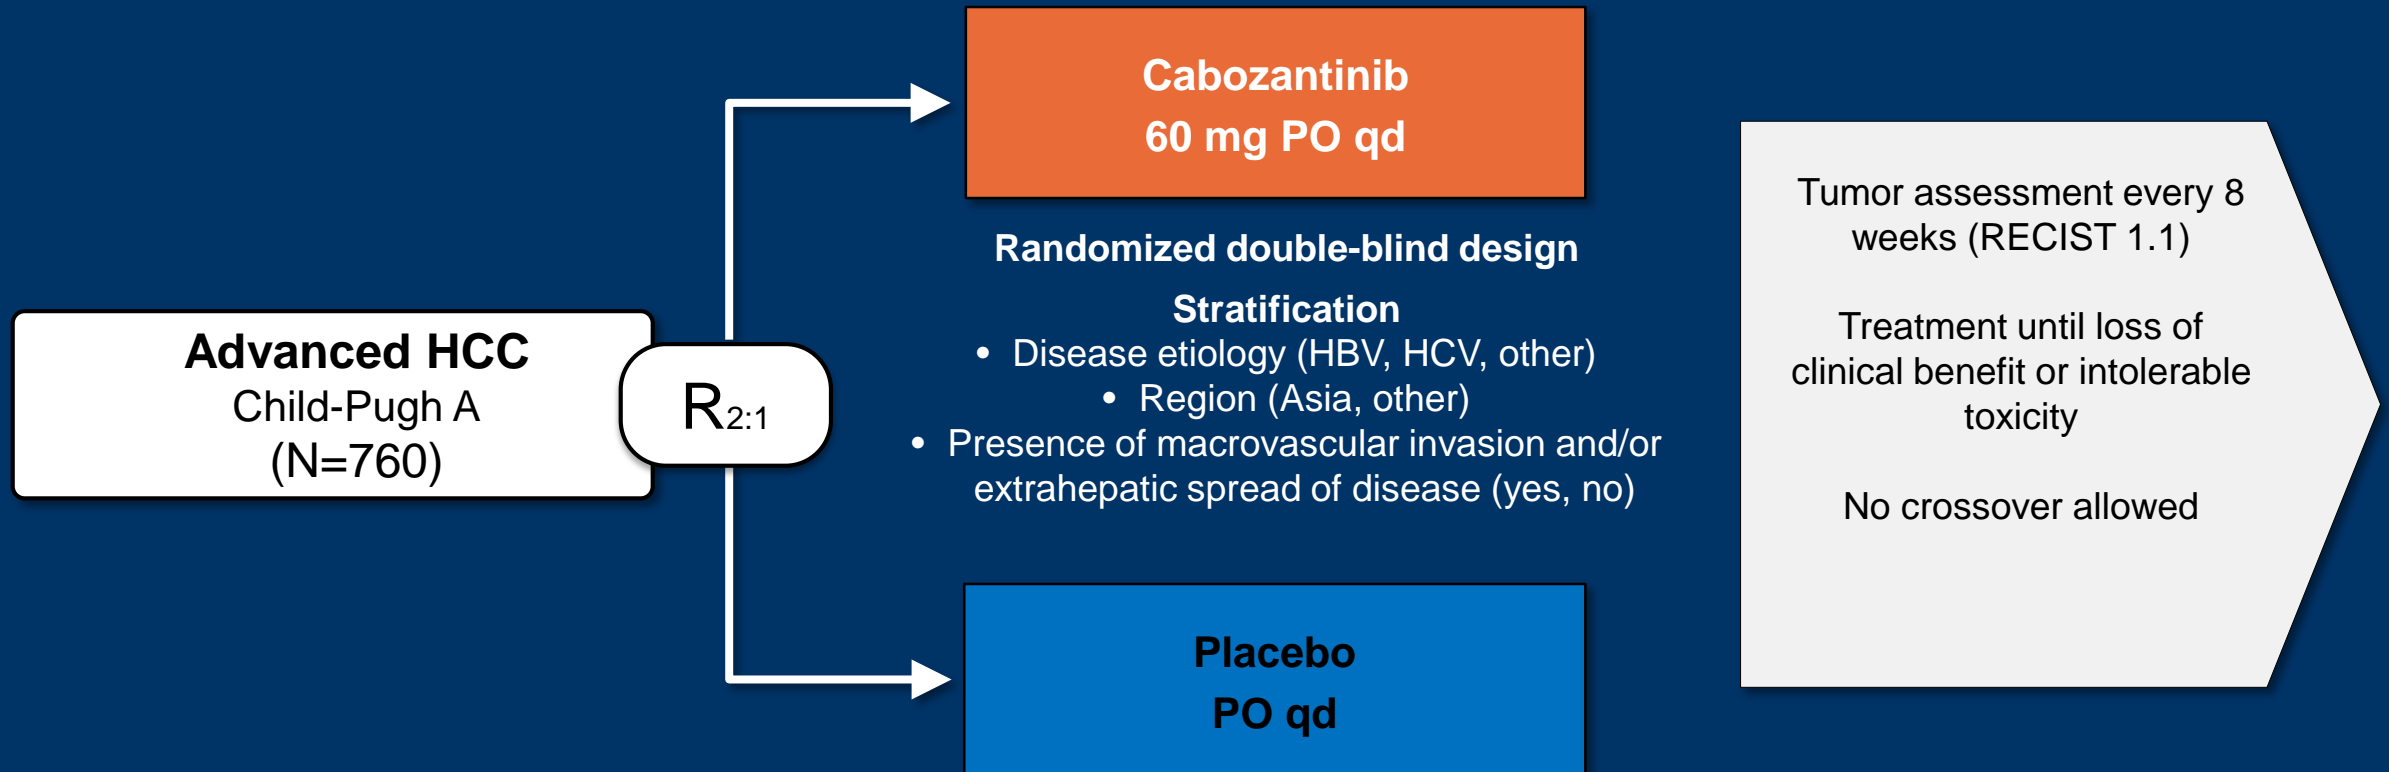 Advanced HCC
Child-Pugh A
(N=760)
R2:1
Cabozantinib
60 mg PO qd
Randomized double-blind design
Stratification
• Disease etiology (HBV, HCV, other)
• Region (Asia, other)
• Presence of macrovascular invasion and/or
extrahepatic spread of disease (yes, no)
Placebo
PO qd
Tumor assessment every 8
weeks (RECIST 1.1)
Treatment until loss of
clinical benefit or intolerable
toxicity
No crossover allowed